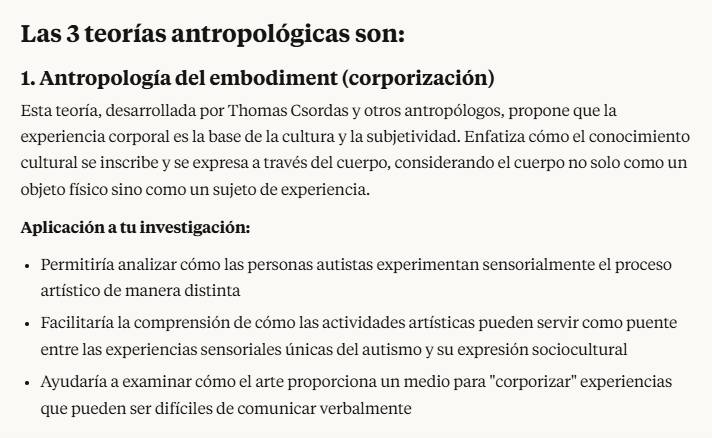 Las 3 teorías antropológicas son:
1. Antropología del embodiment (corporización)
Esta teoría, desarrollada por Thomas Csordas y otros antropólogos, propone que la
experiencia corporal es la base de la cultura y la subjetividad. Enfatiza cómo el conocimiento
cultural se inscribe y se expresa a través del cuerpo, considerando el cuerpo no solo como un
objeto físico sino como un sujeto de experiencia.
Aplicación a tu investigación:
• Permitiría analizar cómo las personas autistas experimentan sensorialmente el proceso
artístico de manera distinta
• Facilitaría la comprensión de cómo las actividades artísticas pueden servir como puente
entre las experiencias sensoriales únicas del autismo y su expresión sociocultural
• Ayudaría a examinar cómo el arte proporciona un medio para "corporizar" experiencias
que pueden ser difíciles de comunicar verbalmente